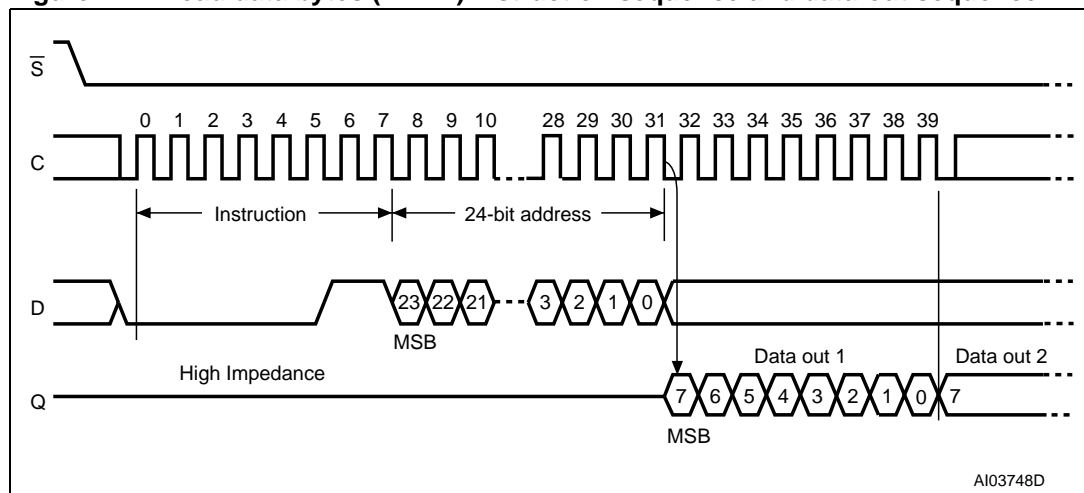 S
0 1 2 3 4 5 6 7 8 9 10 28 29 30 31 32 33 34 35 36 37 38 39
C
Instruction 24-bit address
D 23 22 21 3 2 1 0
MSB
Data out 1 Data out 2
High Impedance
Q 7 6 5 4 3 2 1 0 7
MSB
AI03748D